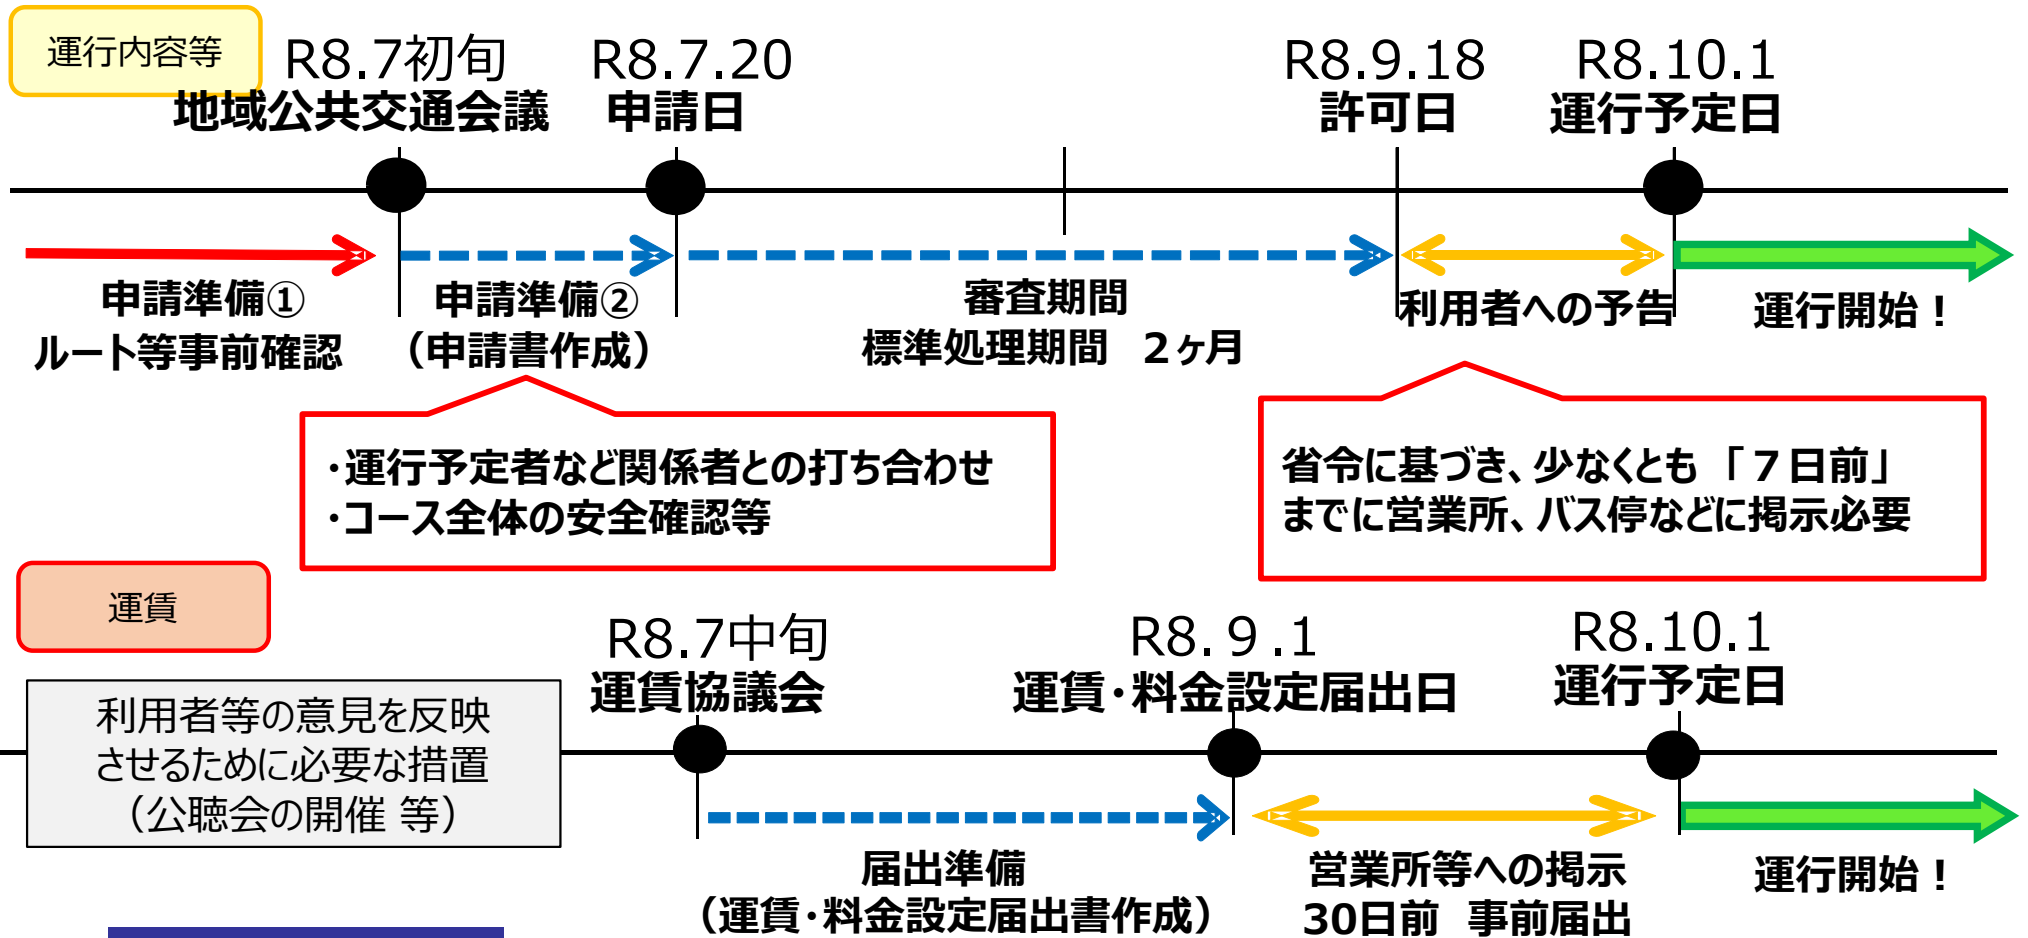 運行内容等
R8.7初旬
地域公共交通会議
R8.7.20
申請日
R8.9.18
許可日
R8.10.1
運行予定日
申請準備①
ルート等事前確認
申請準備②
（申請書作成）
審査期間
標準処理期間　2ヶ月
利用者への予告
運行開始！
・運行予定者など関係者との打ち合わせ
・コース全体の安全確認等
省令に基づき、少なくとも「７日前」
までに営業所、バス停などに掲示必要
運賃
利用者等の意見を反映
させるために必要な措置
（公聴会の開催 等）
R8.7中旬
運賃協議会
R8.９.1
運賃・料金設定届出日
R8.10.1
運行予定日
届出準備
（運賃・料金設定届出書作成）
営業所等への掲示
30日前　事前届出
運行開始！